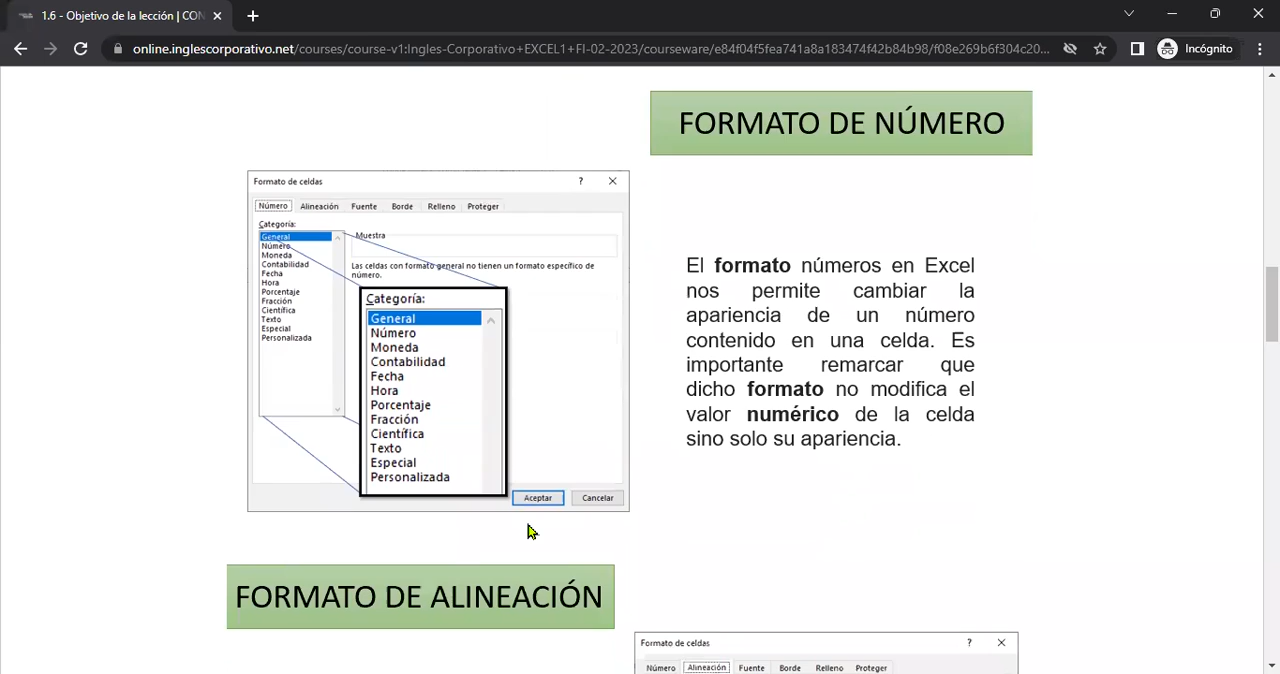 1.6 - Objetivo de la lección | CON
online.inglescorporativo.net/courses/course-v1:Ingles-Corporativo+EXCEL1+FI-02-2023/courseware/e84f04f5fea741a8a183474f42b84b98/f08e269b6f304c20...
Incógnito
FORMATO DE NÚMERO
Formato de celdas
?
Número Alineación Fuente Borde Relleno Proteger
Categoría:
General
Número
Moneda
Contabilidad
Fecha
Hora
Porcentaje
Fracción
Científica
Texto
Especial
Personalizada
Muestra
Las celdas con formato general no tienen un formato específico de
número.
Categoría:
General
Número
Moneda
Contabilidad
Fecha
Hora
Porcentaje
Fracción
Científica
Texto
Especial
Personalizada
Aceptar Cancelar
El formato números en Excel
nos permite cambiar la
apariencia de un número
contenido en una celda. Es
importante remarcar que
dicho formato no modifica el
valor numérico de la celda
sino solo su apariencia.
FORMATO DE ALINEACIÓN
Formato de celdas
?
Número Alineación Fuente Borde Relleno Proteger